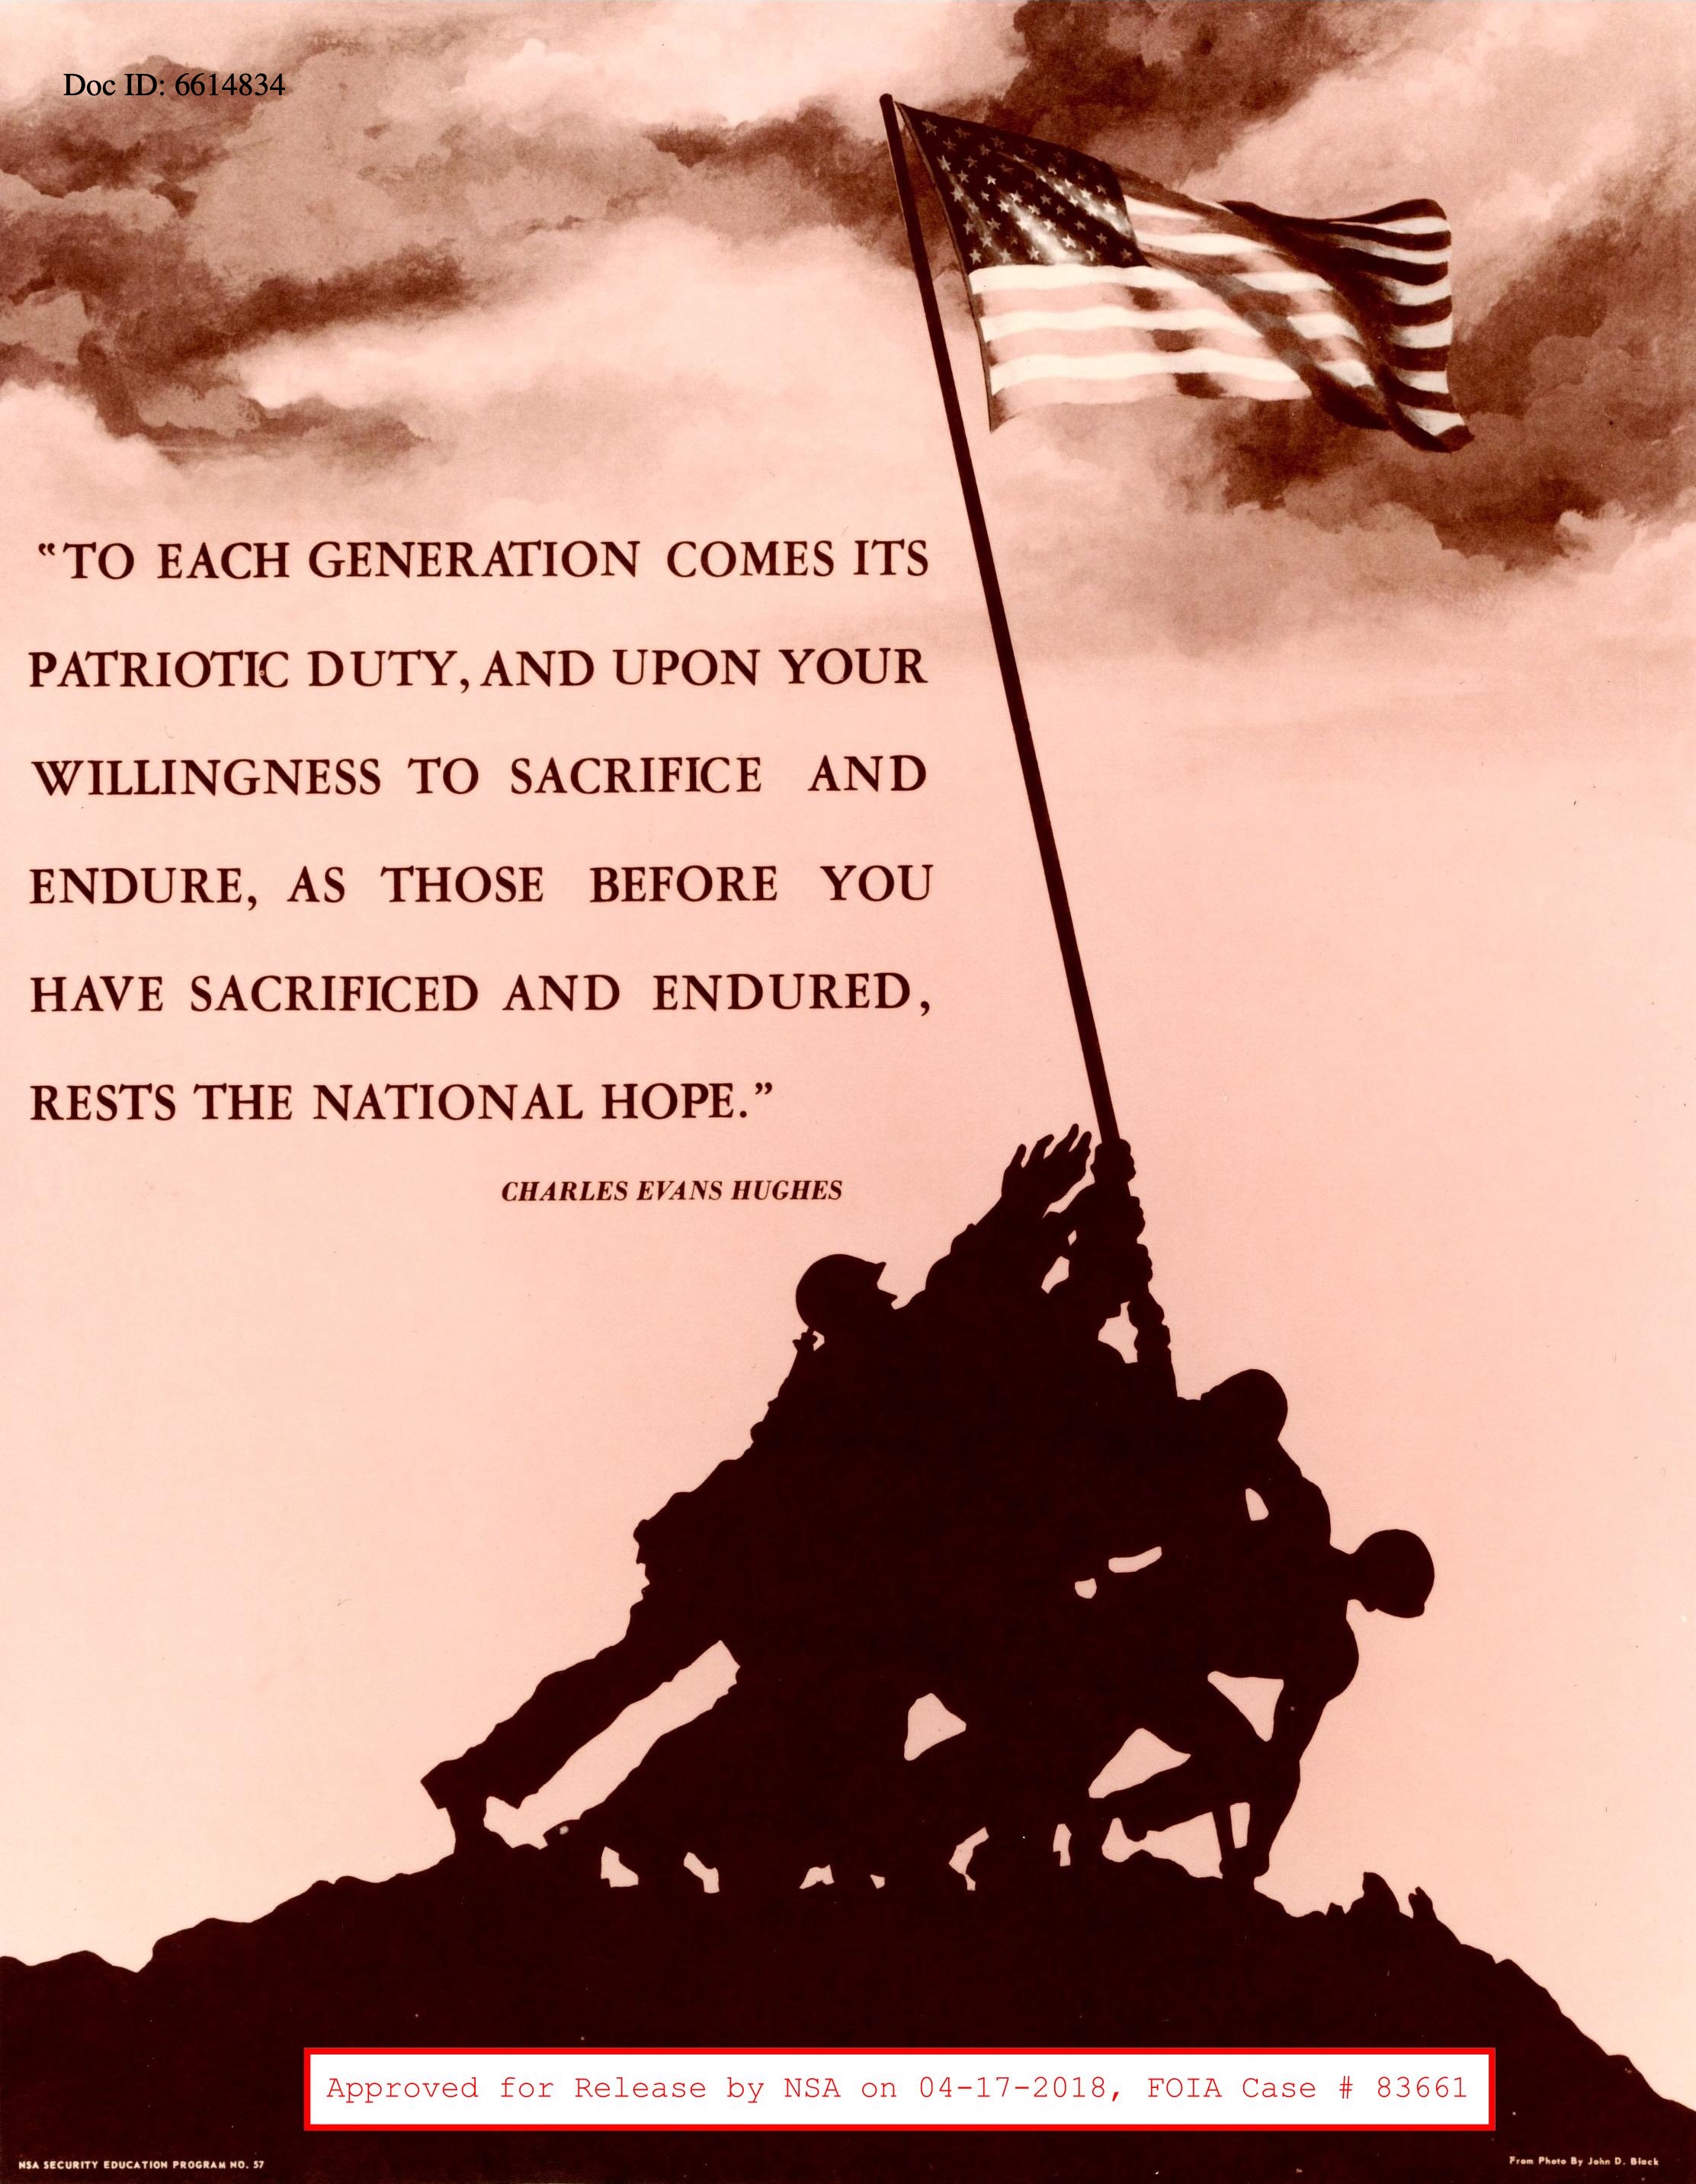 Doc ID: 6614834
“TO EACH GENERATION COMES ITS
PATRIOTIC DUTY, AND UPON YOUR
WILLINGNESS TO SACRIFICE AND
ENDURE, AS THOSE BEFORE YOU
HAVE SACRIFICED AND ENDURED,
RESTS THE NATIONAL HOPE.”
CHARLES EVANS HUGHES
Approved for Release by NSA on 04-17-2018, FOIA Case # 83661
NSA SECURITY EDUCATION PROGRAM NO. 57
From Photo By John D. Black